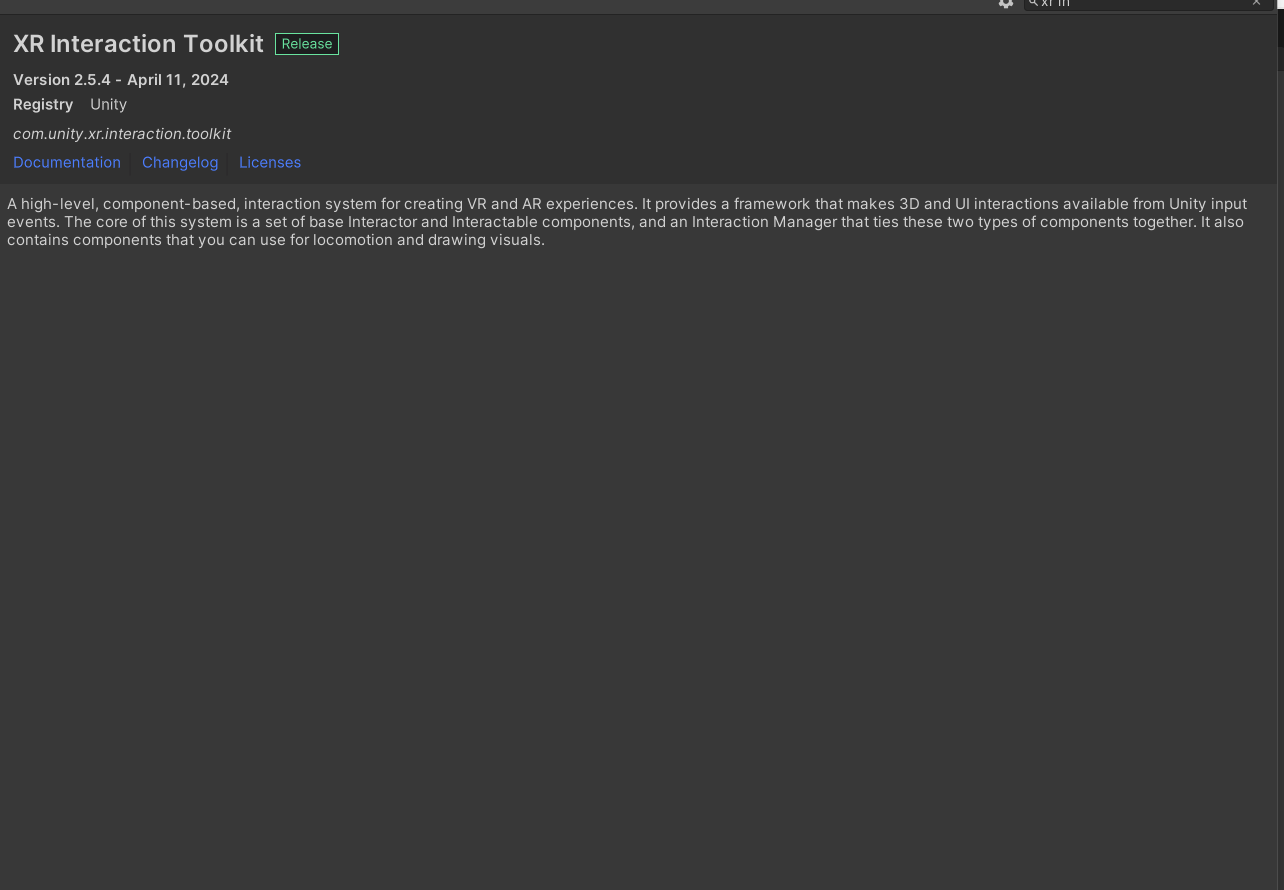 xr in
XR Interaction Toolkit Release
Version 2.5.4 - April 11, 2024
Registry Unity
com.unity.xr.interaction.toolkit
Documentation Changelog Licenses
A high-level, component-based, interaction system for creating VR and AR experiences. It provides a framework that makes 3D and UI interactions available from Unity input
events. The core of this system is a set of base Interactor and Interactable components, and an Interaction Manager that ties these two types of components together. It also
contains components that you can use for locomotion and drawing visuals.